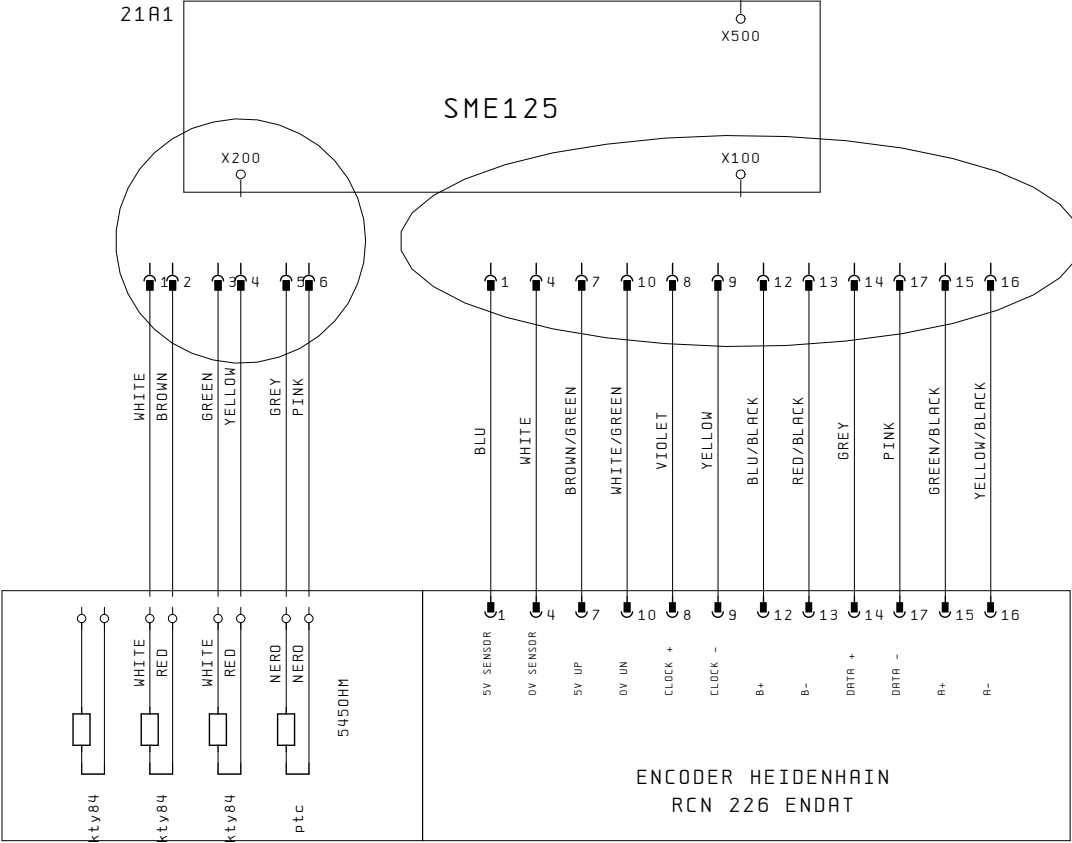 21A1
X500
SME125
X200
X100
1 2 3 4 5 6
1 4 7 10 8 9 12 13 14 17 15 16
WHITE
BROWN
GREEN
YELLOW
GREY
PINK
BLU
WHITE
BROWN/GREEN
WHITE/GREEN
VIOLET
YELLOW
BLU/BLACK
RED/BLACK
GREY
PINK
GREEN/BLACK
YELLOW/BLACK
1 4 7 10 8 9 12 13 14 17 15 16
WHITE
RED
WHITE
RED
NERO
NERO
545OHM
5V SENSOR
0V SENSOR
5V UP
0V UN
CLOCK +
CLOCK -
B+
B-
DATA +
DATA -
A+
A-
kty84
kty84
kty84
ptc
ENCODER HEIDENHAIN
RCN 226 ENDAT